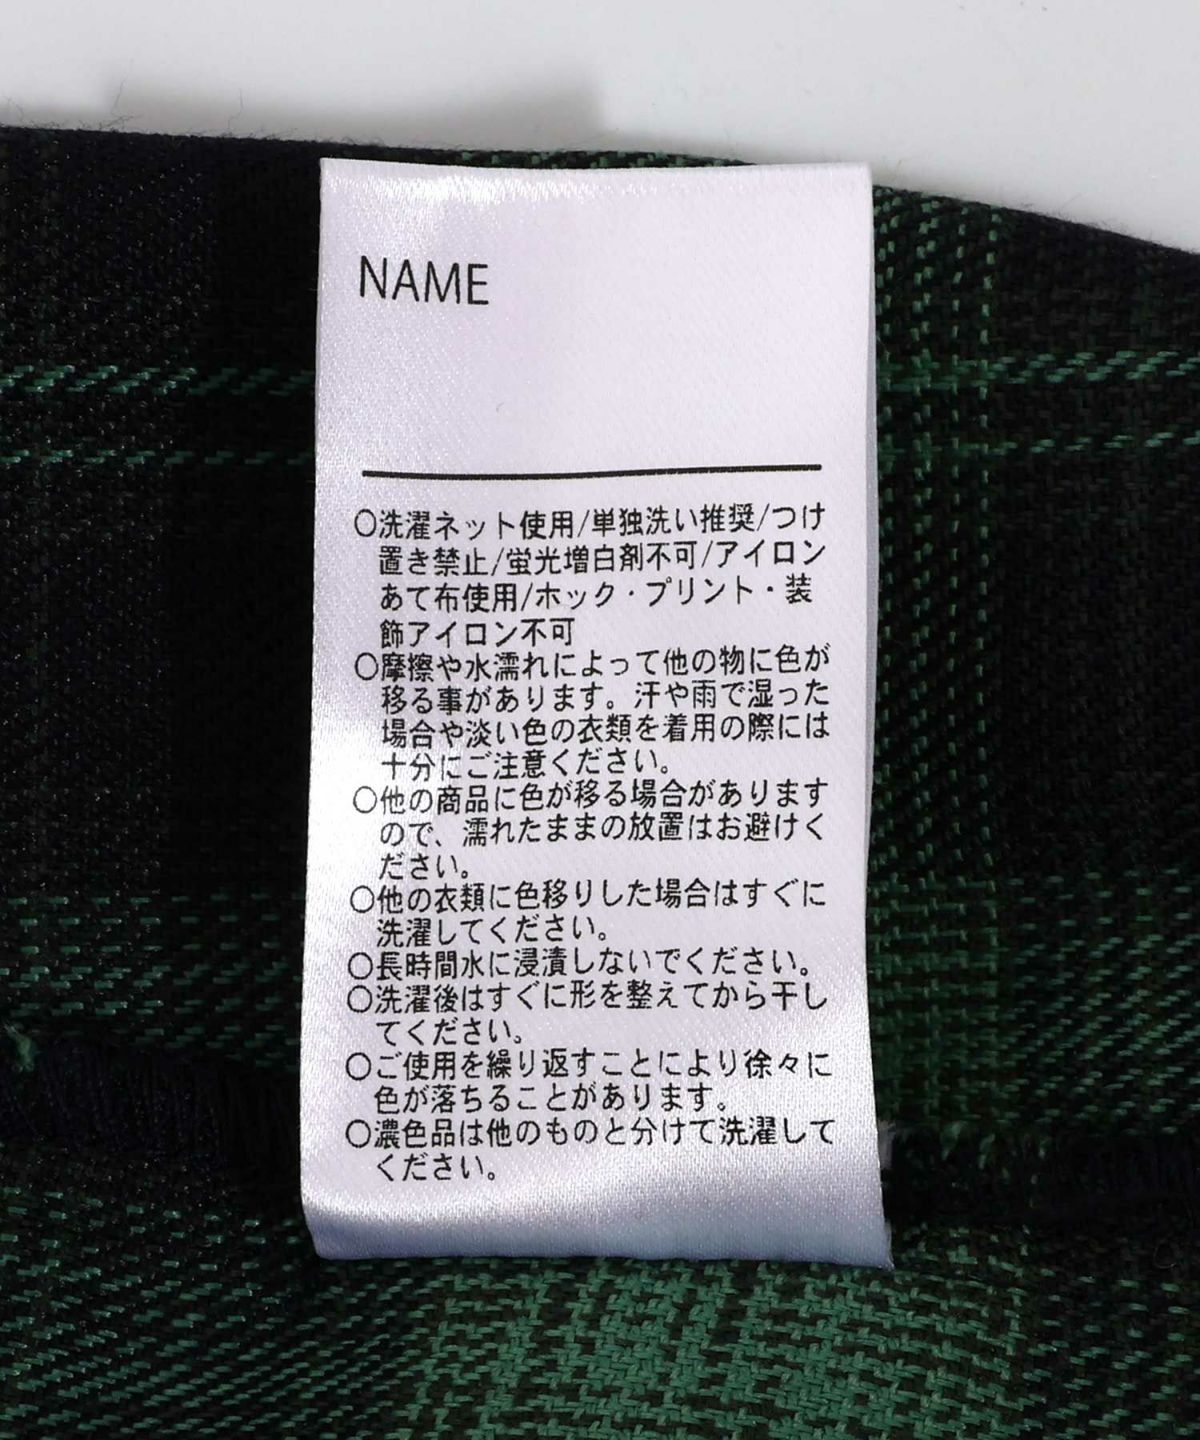 NAME
○洗濯ネット使用/単独洗い推奨/つけ
置き禁止/蛍光増白剤不可/アイロン
あて布使用/ホック・プリント・装
飾アイロン不可
○摩擦や水濡れによって他の物に色が
移る事があります。汗や雨で湿った
場合や淡い色の衣類を着用の際には
十分にご注意ください。
○他の商品に色が移る場合があります
ので、濡れたままの放置はお避けく
ださい。
○他の衣類に色移りした場合はすぐに
洗濯してください。
○長時間水に浸漬しないでください。
○洗濯後はすぐに形を整えてから干し
てください。
○ご使用を繰り返すことにより徐々に
色が落ちることがあります。
○濃色品は他のものと分けて洗濯して
ください。